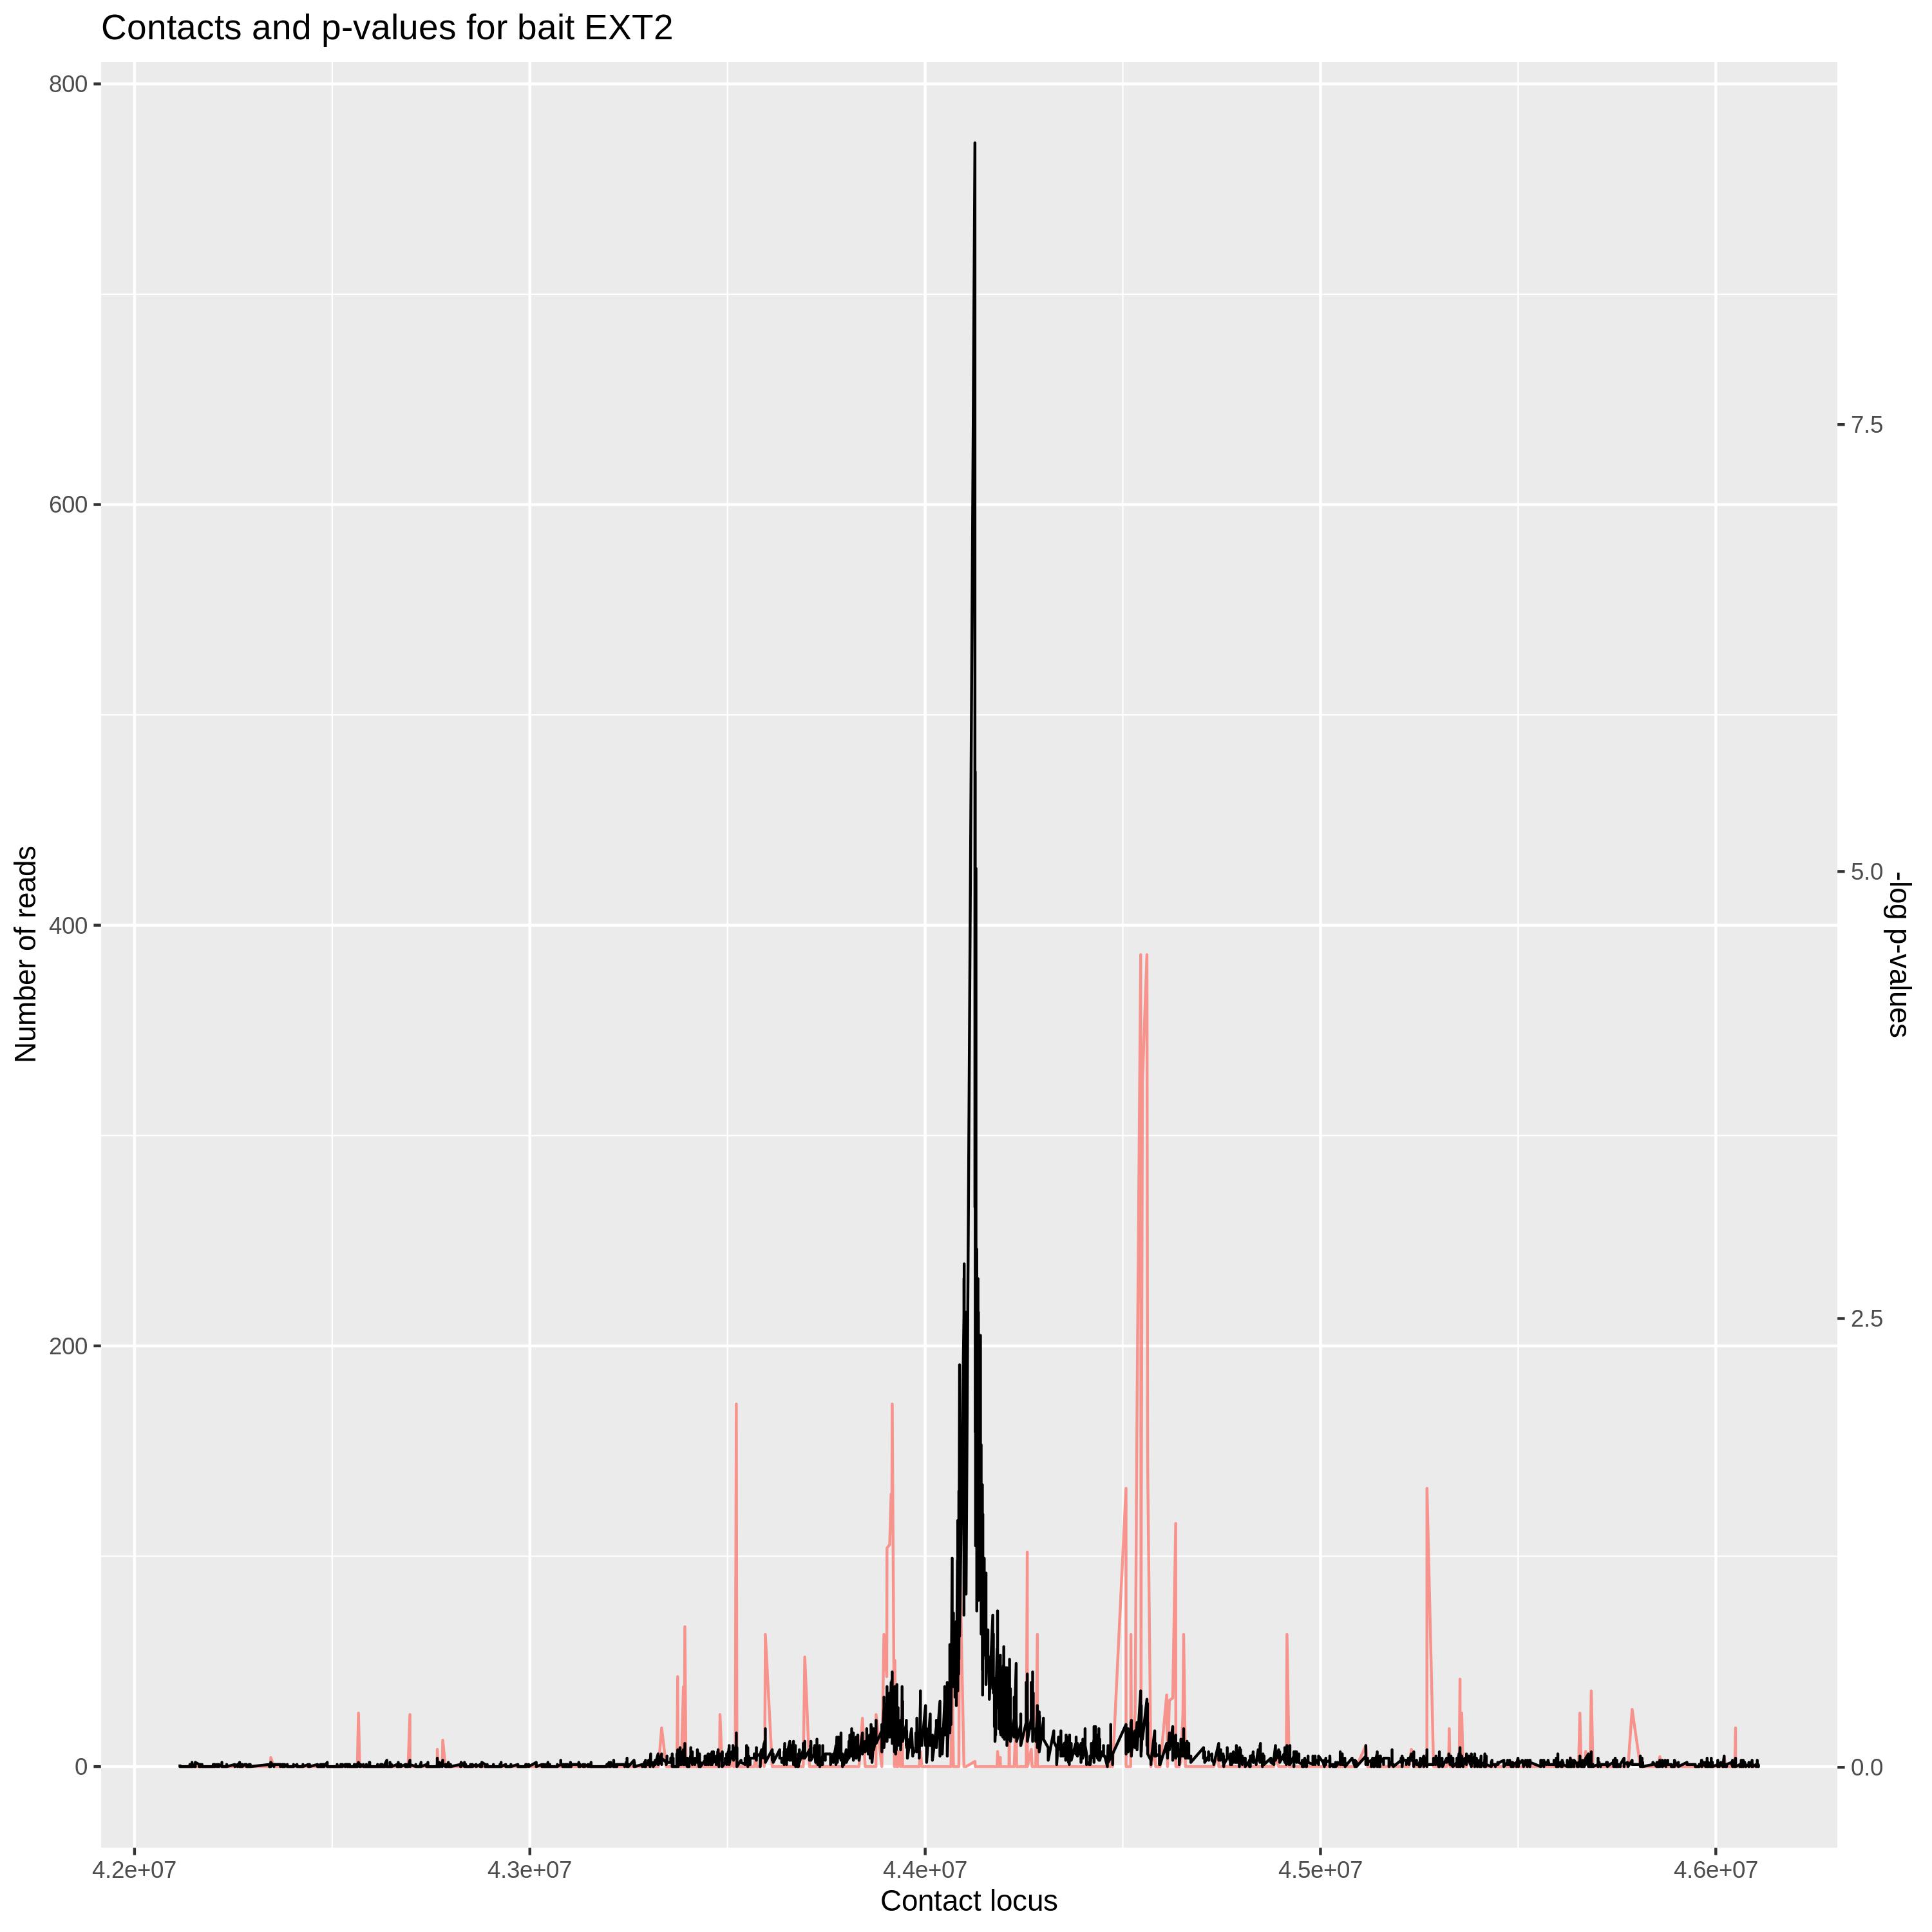 Contacts and p-values for bait EXT2
800
600
400
200
0
Number of reads
7.5
5.0
2.5
0.0
-log p-values
4.2e+07
4.3e+07
4.4e+07
4.5e+07
4.6e+07
Contact locus